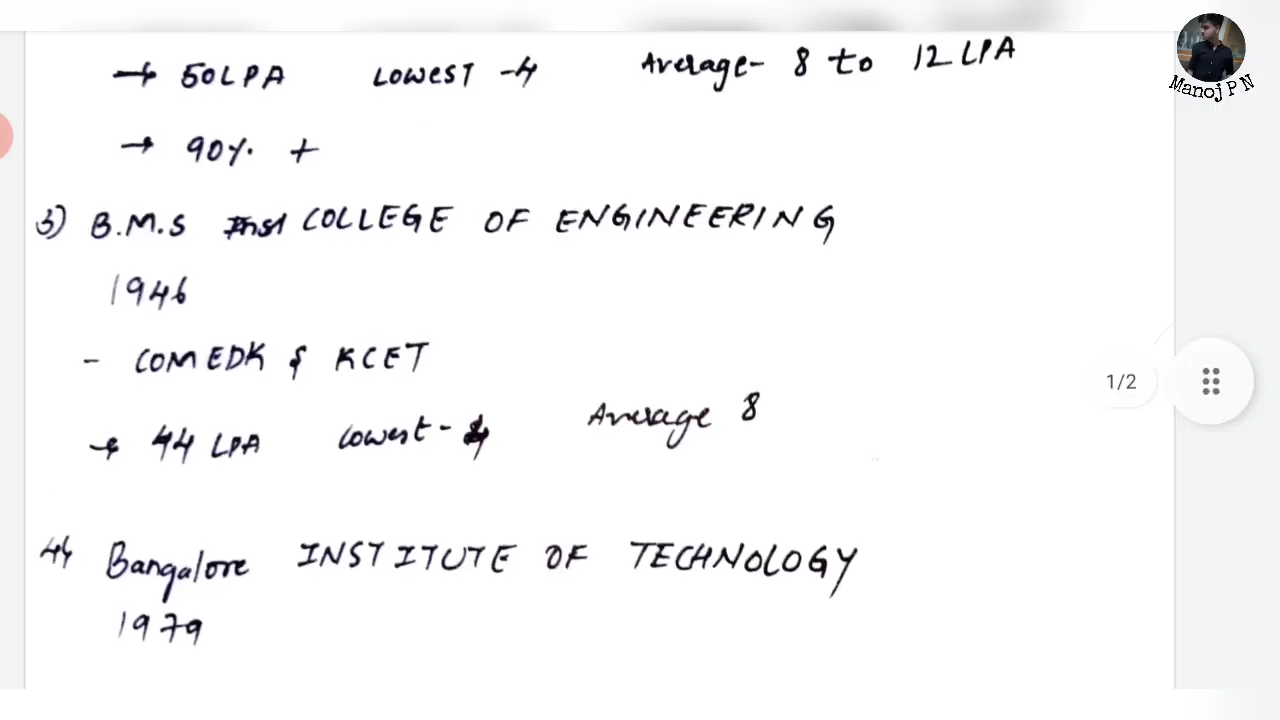 → 50LPA LOWEST -4 Average- 8 to 12 LPA
→ 90% +
3) B.M.S COLLEGE OF ENGINEERING
1946
- COMEDK & KCET
→ 44 LPA Lowest - 4 Average 8
4) Bangalore INSTITUTE OF TECHNOLOGY
1979
1/2
Manoj P N